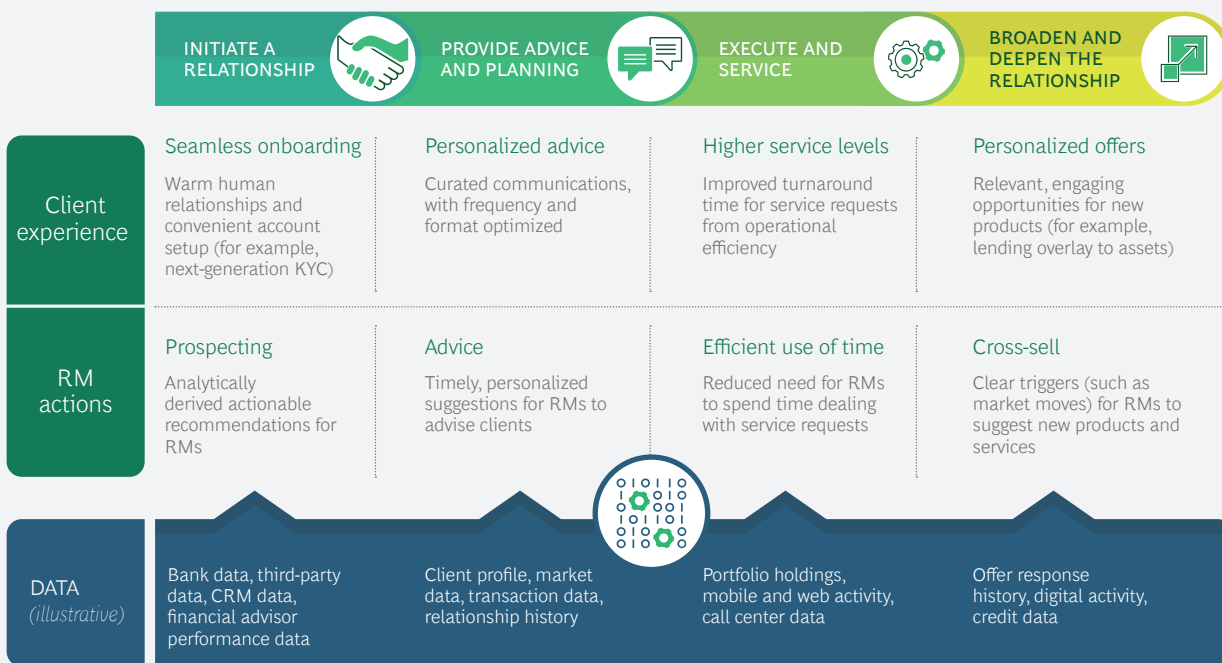 INITIATE A
RELATIONSHIP
PROVIDE ADVICE
AND PLANNING
EXECUTE AND
SERVICE
BROADEN AND
DEEPEN THE
RELATIONSHIP
Client
experience
Seamless onboarding
Warm human
relationships and
convenient account
setup (for example,
next-generation KYC)
Personalized advice
Curated communications,
with frequency and
format optimized
Higher service levels
Improved turnaround
time for service requests
from operational
efficiency
Personalized offers
Relevant, engaging
opportunities for new
products (for example,
lending overlay to assets)
RM
actions
Prospecting
Analytically
derived actionable
recommendations for
RMs
Advice
Timely, personalized
suggestions for RMs to
advise clients
Efficient use of time
Reduced need for RMs
to spend time dealing
with service requests
Cross-sell
Clear triggers (such as
market moves) for RMs to
suggest new products and
services
DATA
(illustrative)
Bank data, third-party
data, CRM data,
financial advisor
performance data
Client profile, market
data, transaction data,
relationship history
Portfolio holdings,
mobile and web activity,
call center data
Offer response
history, digital activity,
credit data